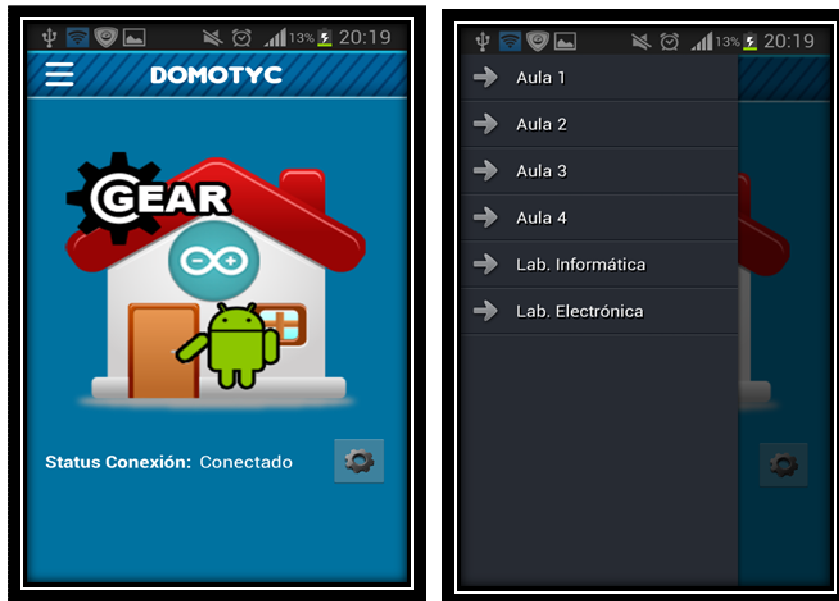 13% 20:19
DOMOTYC
GEAR
Status Conexión: Conectado
13% 20:19
Aula 1
Aula 2
Aula 3
Aula 4
Lab. Informática
Lab. Electrónica